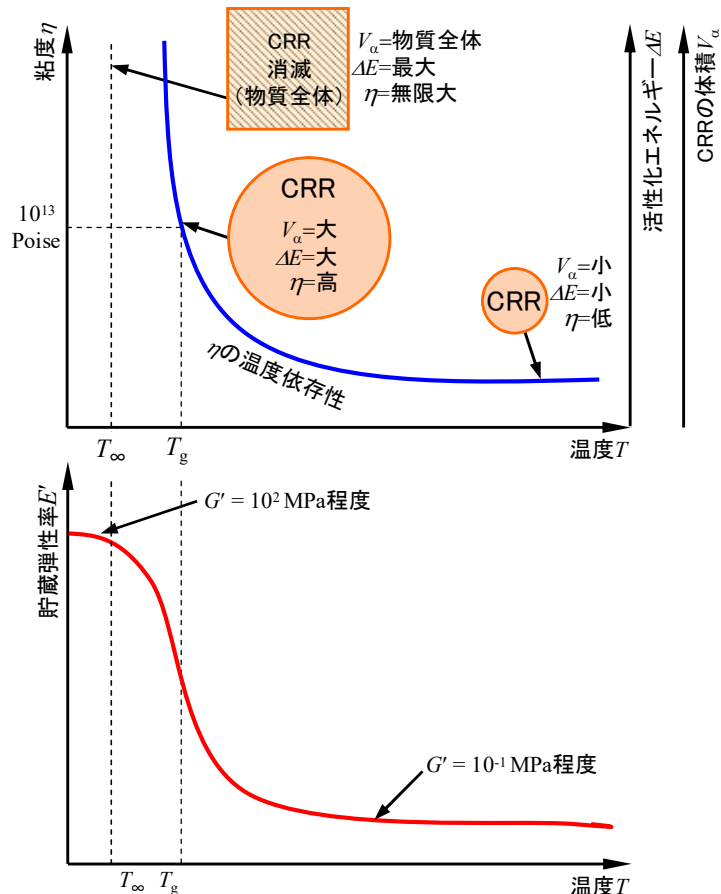 粘度η
CRR
消滅
(物質全体)
Vα=物質全体
ΔE=最大
η=無限大
活性化エネルギーΔE
CRRの体積Vα
10¹³
Poise
CRR
Vα=大
ΔE=大
η=高
CRR
Vα=小
ΔE=小
η=低
ηの温度依存性
T∞
Tg
温度T
貯蔵弾性率E′
G′ = 10² MPa程度
G′ = 10⁻¹ MPa程度
T∞
Tg
温度T